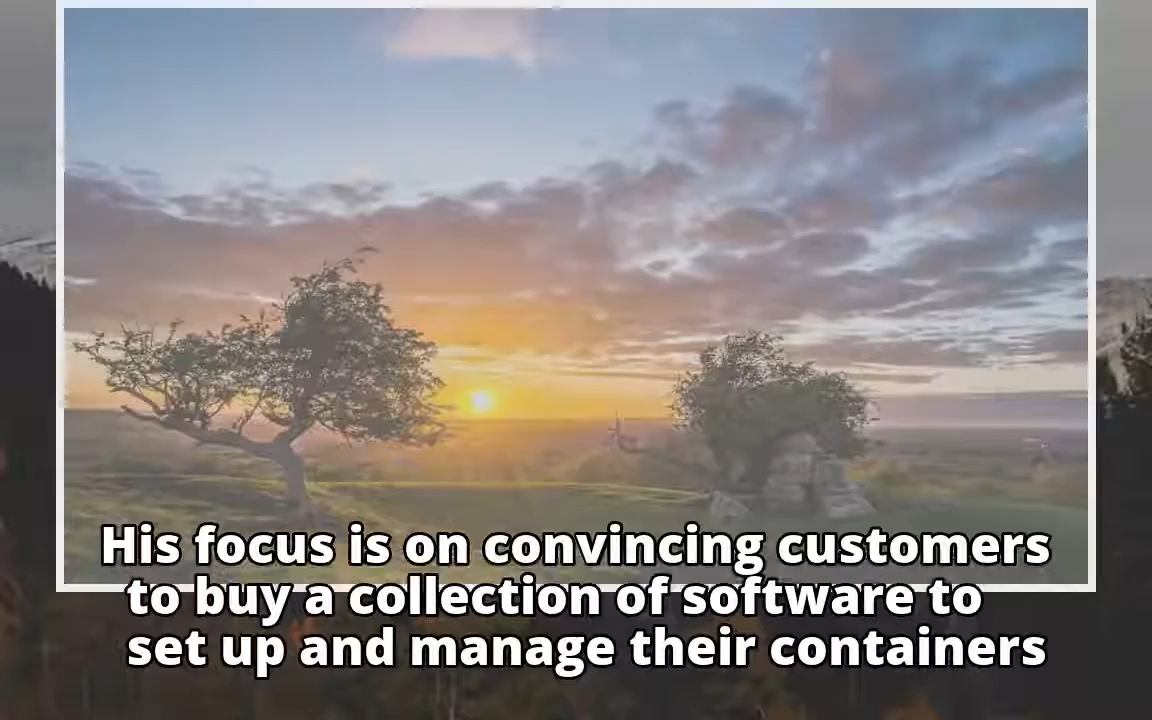 His focus is on convincing customers
to buy a collection of software to
set up and manage their containers